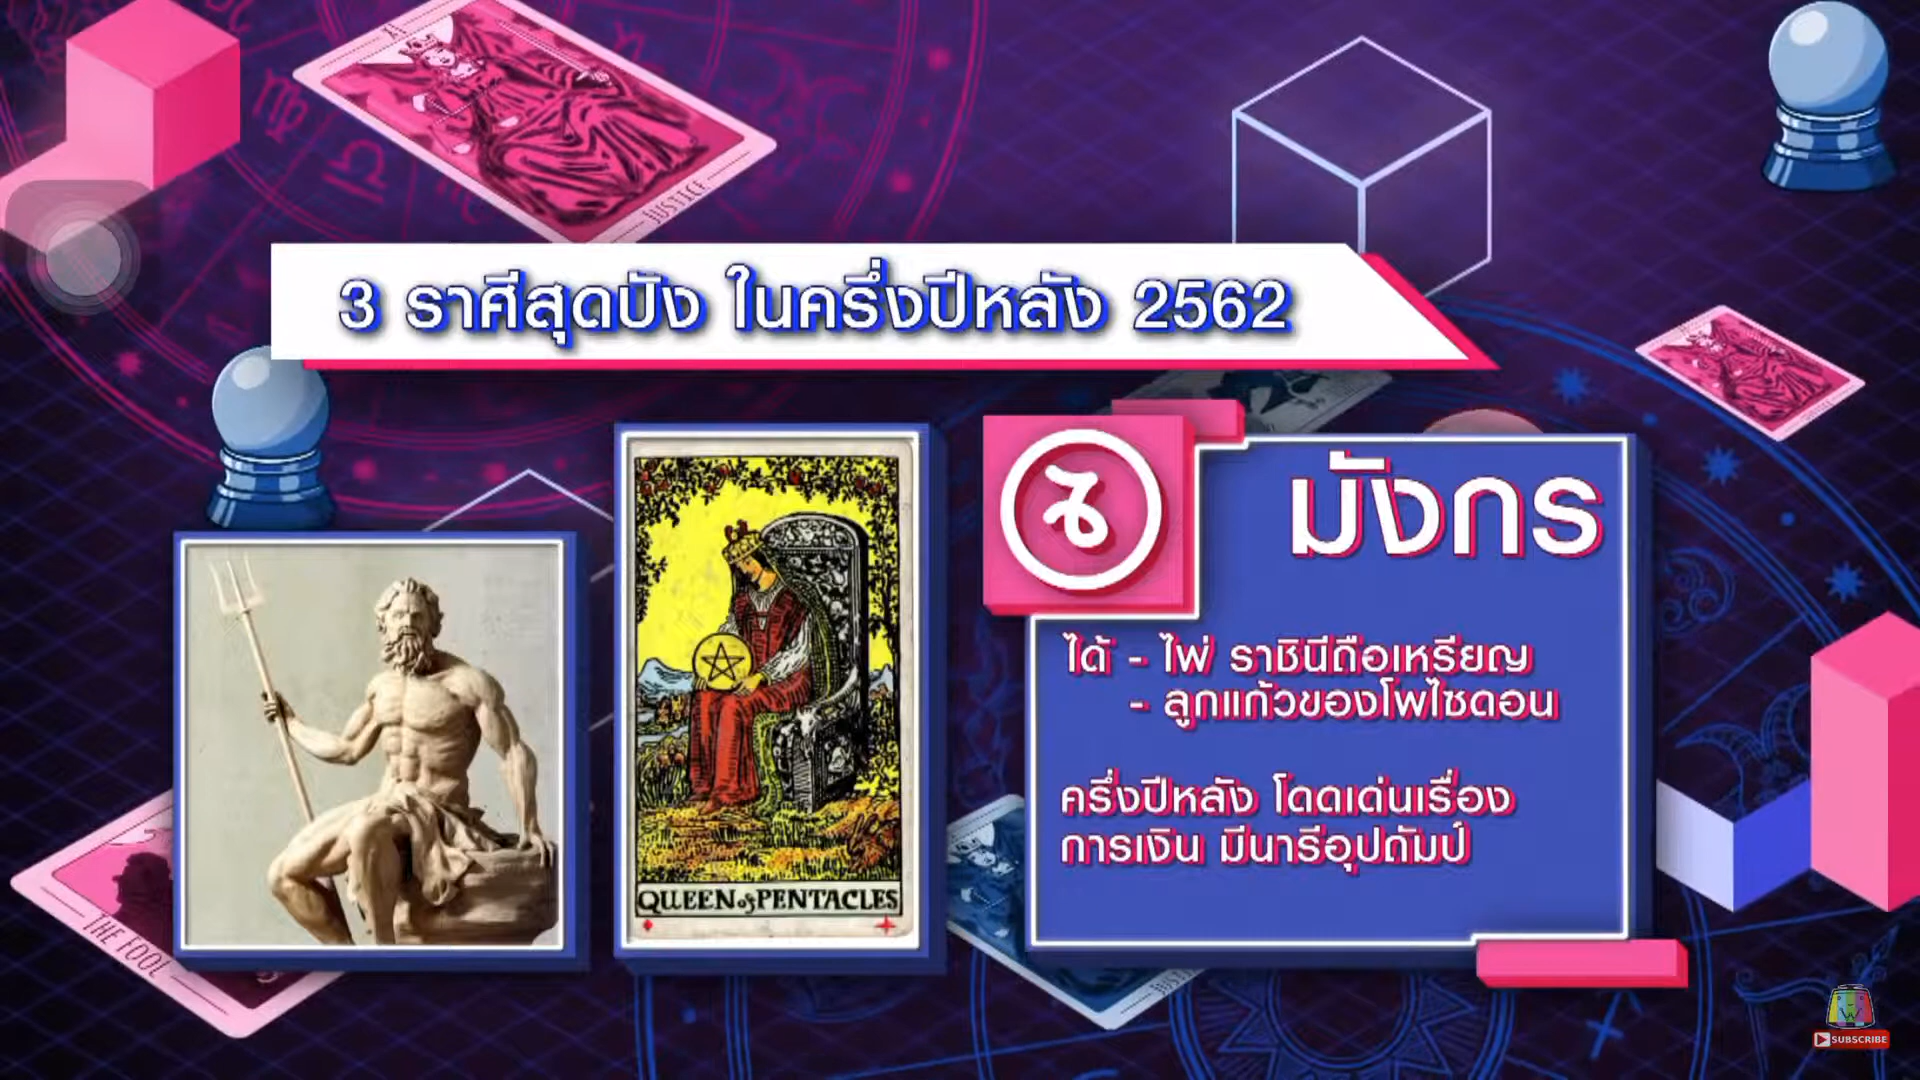 JUSTICE
3 ราศีสุดปัง ในครึ่งปีหลัง 2562
มังกร
ได้ - ไพ่ ราชินีถือเหรียญ
- ลูกแก้วของโพไซดอน
ครึ่งปีหลัง โดดเด่นเรื่อง
การเงิน มีนารีอุปถัมป์
QUEEN of PENTACLES
THE FOOL
SUBSCRIBE